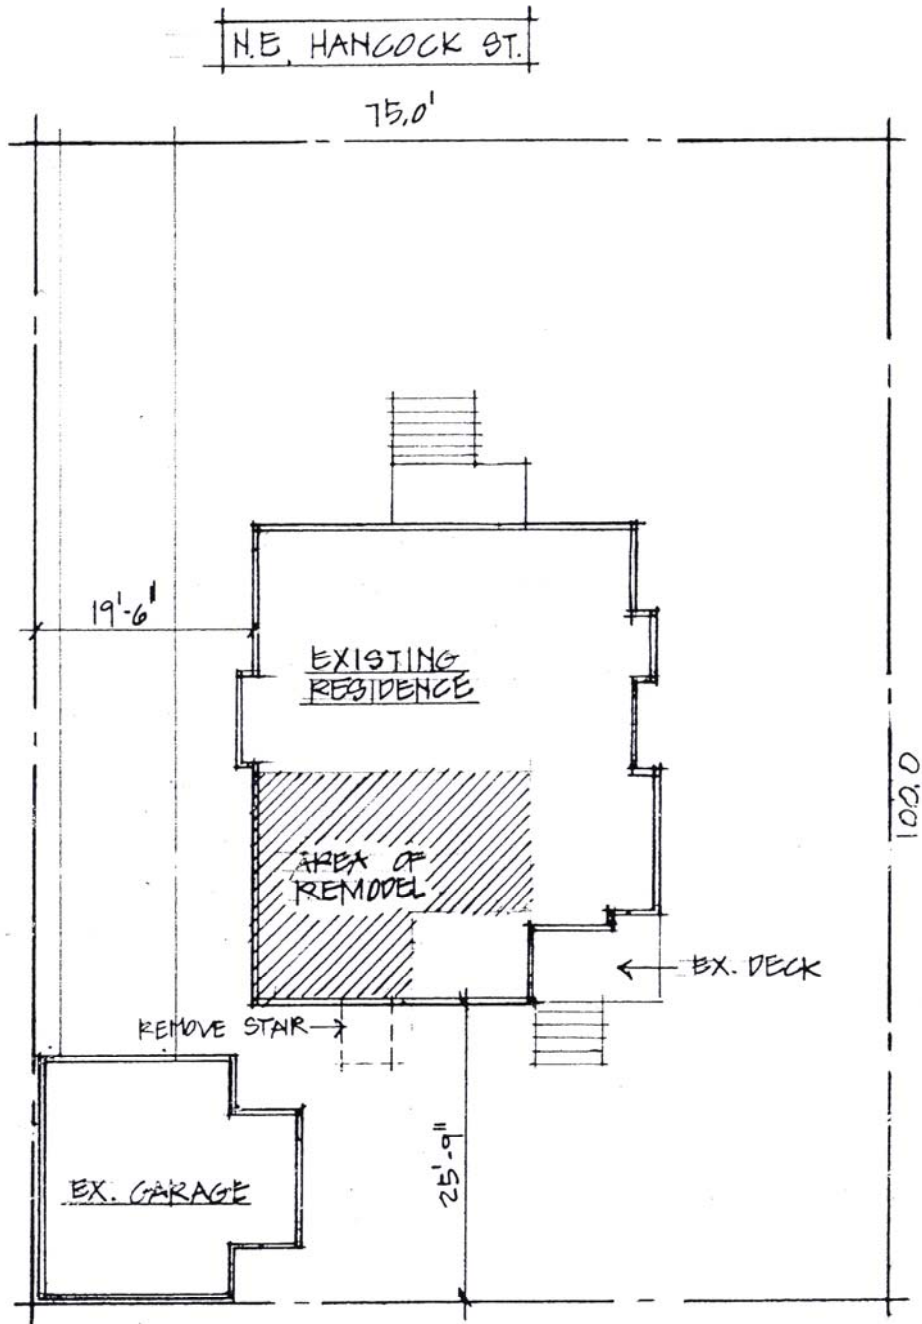 N.E. HANCOCK ST.
75.0'
19'-6"
EXISTING
RESIDENCE
100.0
AREA OF
REMODEL
EX. DECK
REMOVE STAIR
25'-9"
EX. GARAGE